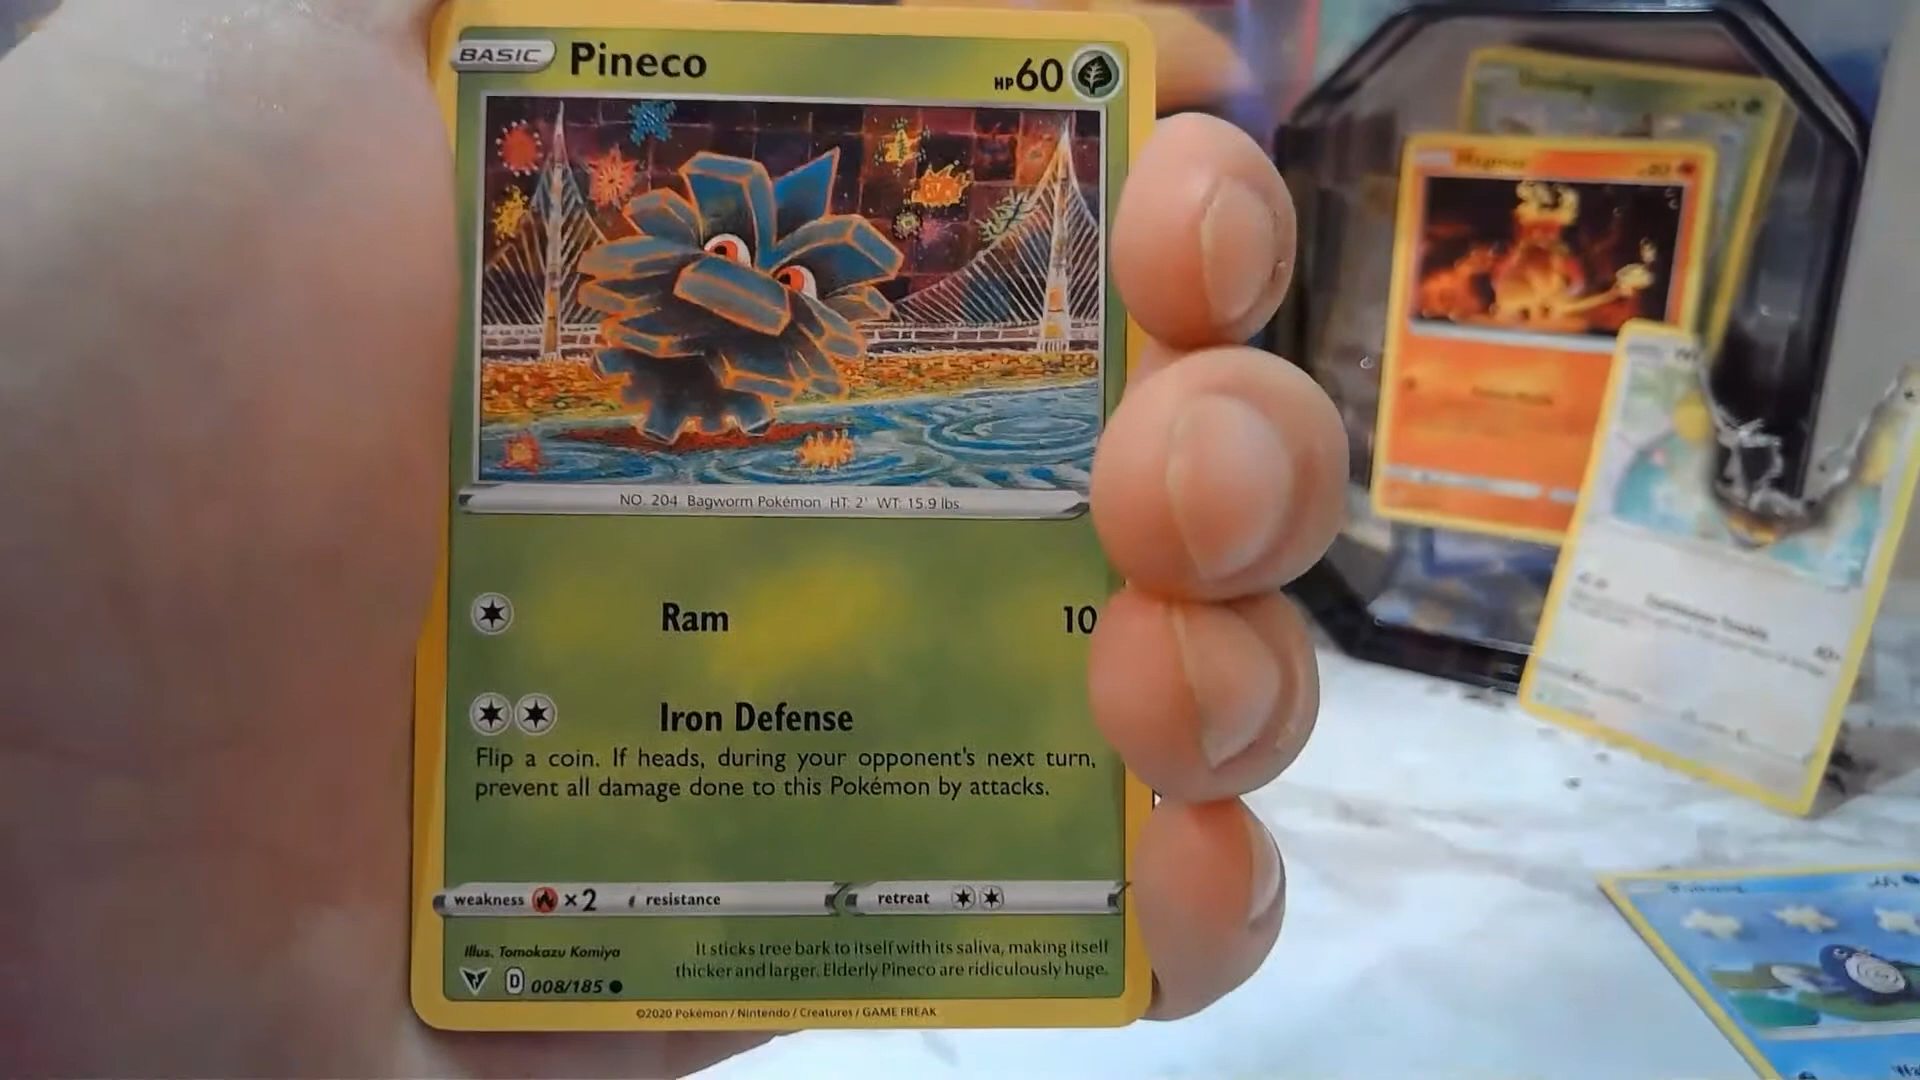 BASIC Pineco HP60
NO. 204 Bagworm Pokémon HT: 2' WT: 15.9 lbs
Ram 10
Iron Defense
Flip a coin. If heads, during your opponent's next turn,
prevent all damage done to this Pokémon by attacks.
weakness ×2 resistance retreat
Illus. Tomokazu Komiya
It sticks tree bark to itself with its saliva, making itself
thicker and larger. Elderly Pineco are ridiculously huge.
D 008/185
©2020 Pokémon / Nintendo / Creatures / GAME FREAK